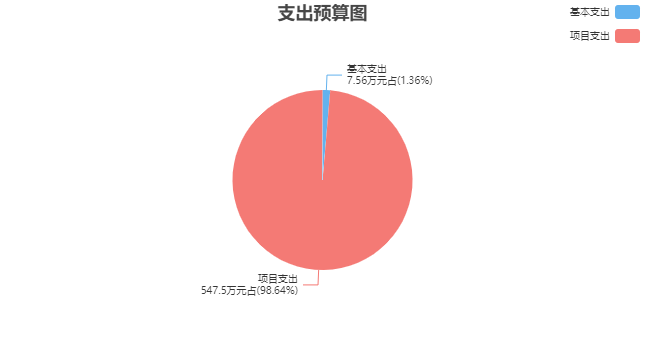 支出预算图
基本支出
项目支出
基本支出
7.56万元占(1.36%)
项目支出
547.5万元占(98.64%)